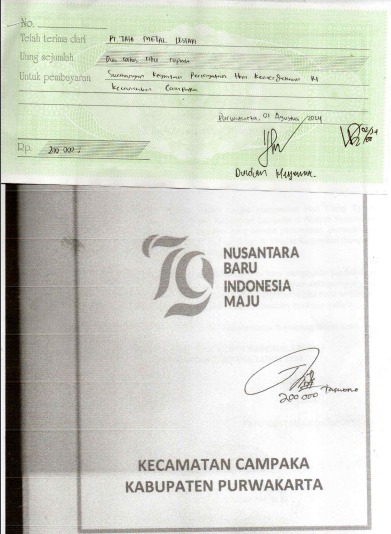 No.
Telah terima dari PT TATA METAL LESTARI
Uang sejumlah Dua ratus ribu rupiah
Untuk pembayaran Sumbangan Kegiatan Peringatan Hari Kemerdekaan RI
Kecamatan Campaka
Purwakarta, 01 Agustus 2024
Rp. 200.000,-
79
NUSANTARA
BARU
INDONESIA
MAJU
200.000
KECAMATAN CAMPAKA
KABUPATEN PURWAKARTA